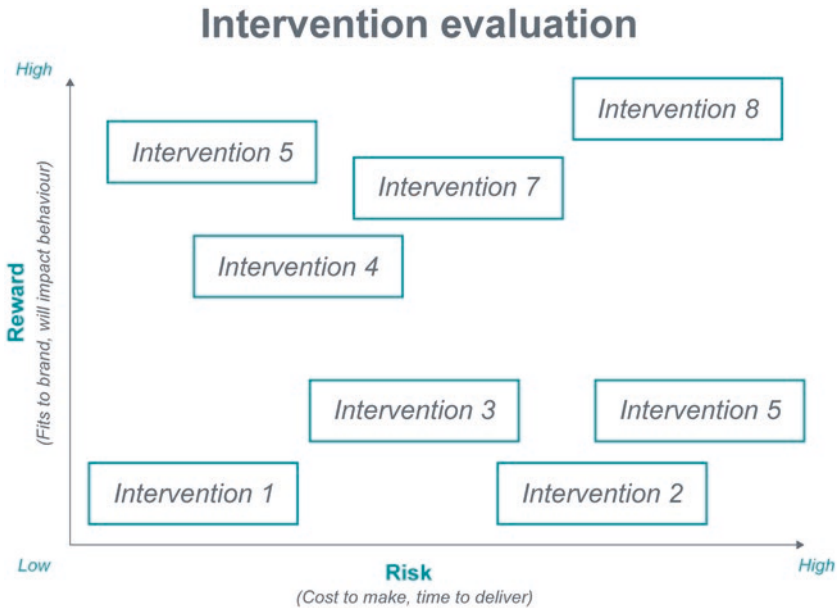 Intervention evaluation
High
Intervention 8
Intervention 5
Intervention 7
Intervention 4
Reward
(Fits to brand, will impact behaviour)
Intervention 3
Intervention 5
Intervention 1
Intervention 2
Low
Risk
High
(Cost to make, time to deliver)